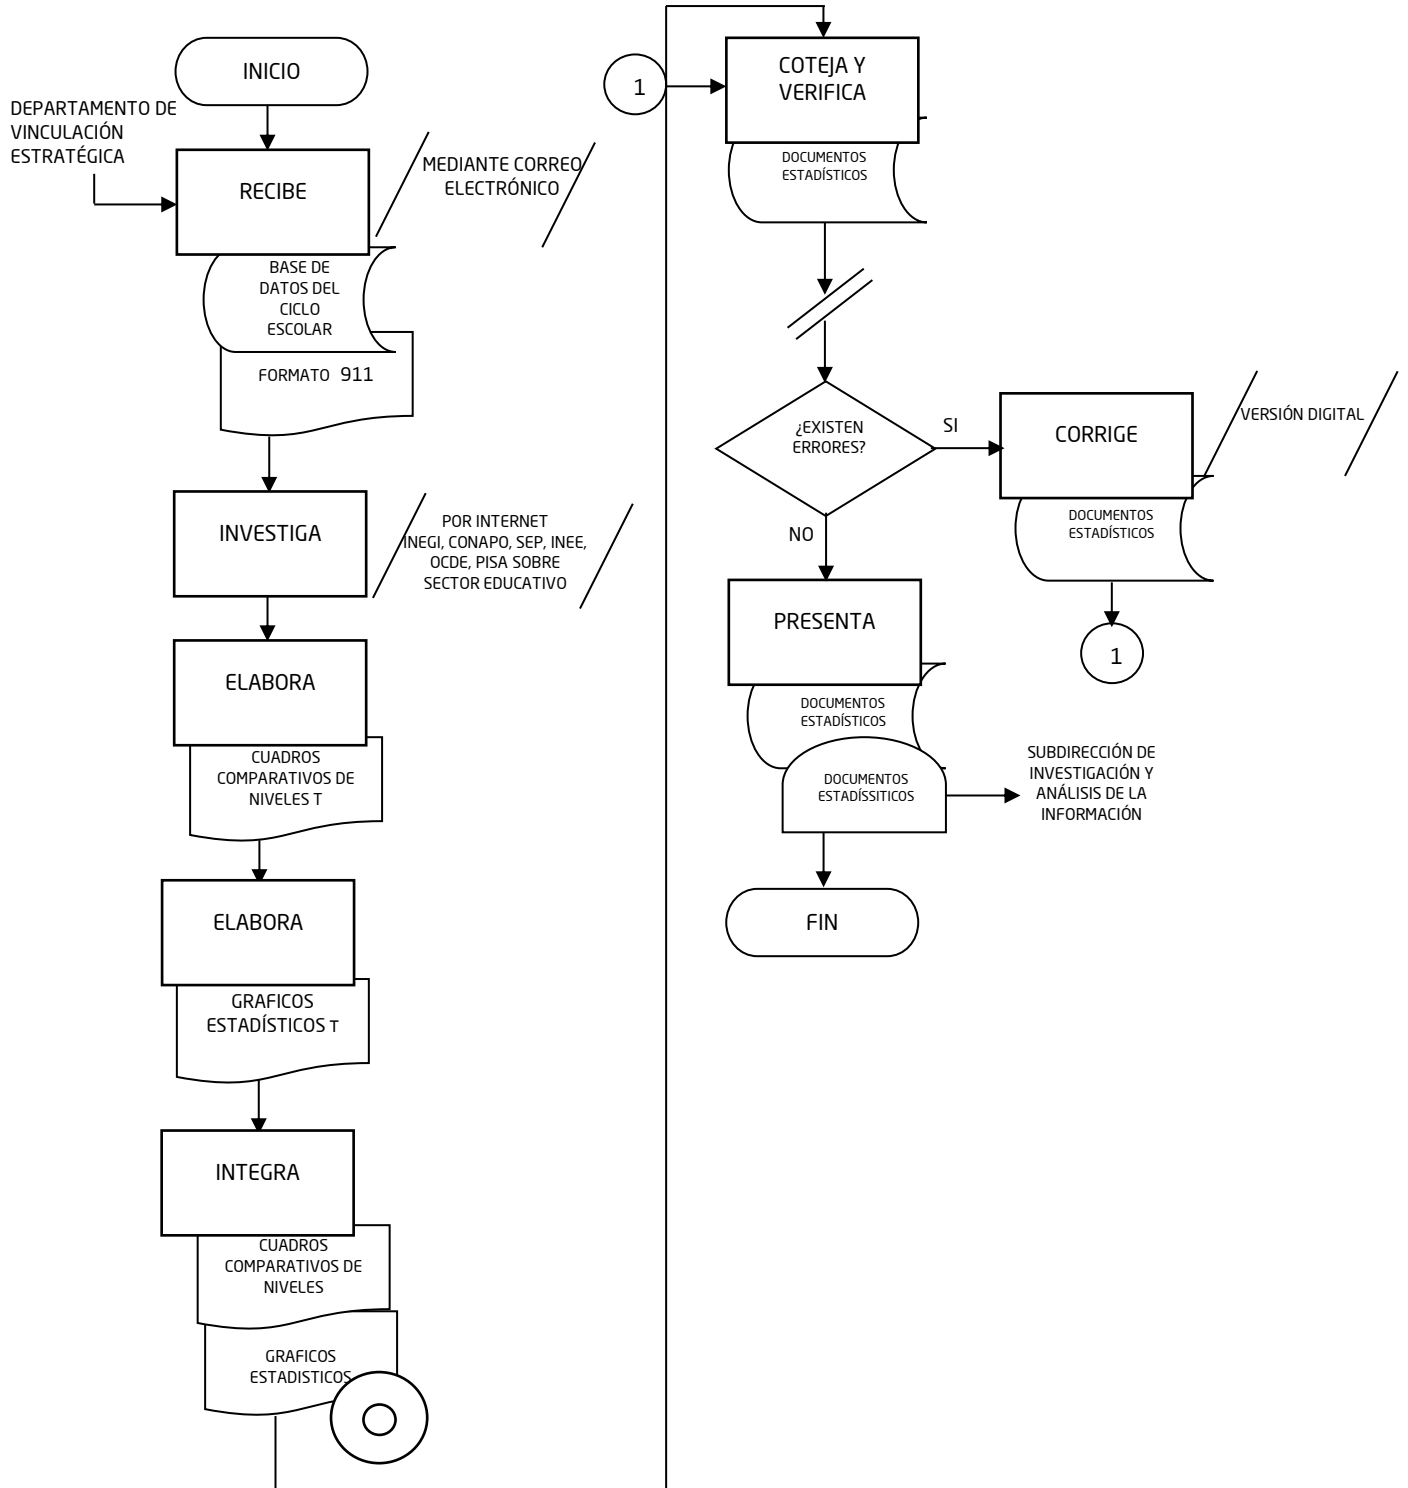 INICIO
DEPARTAMENTO DE
VINCULACIÓN
ESTRATÉGICA
RECIBE
MEDIANTE CORREO
ELECTRÓNICO
BASE DE
DATOS DEL
CICLO
ESCOLAR
FORMATO 911
INVESTIGA
POR INTERNET
INEGI, CONAPO, SEP, INEE,
OCDE, PISA SOBRE
SECTOR EDUCATIVO
ELABORA
CUADROS
COMPARATIVOS DE
NIVELES T
ELABORA
GRAFICOS
ESTADÍSTICOS T
INTEGRA
CUADROS
COMPARATIVOS DE
NIVELES
GRAFICOS
ESTADISTICOS
1
COTEJA Y
VERIFICA
DOCUMENTOS
ESTADÍSTICOS
¿EXISTEN
ERRORES?
SI
CORRIGE
VERSIÓN DIGITAL
DOCUMENTOS
ESTADÍSTICOS
1
NO
PRESENTA
DOCUMENTOS
ESTADÍSTICOS
DOCUMENTOS
ESTADÍSSITICOS
SUBDIRECCIÓN DE
INVESTIGACIÓN Y
ANÁLISIS DE LA
INFORMACIÓN
FIN